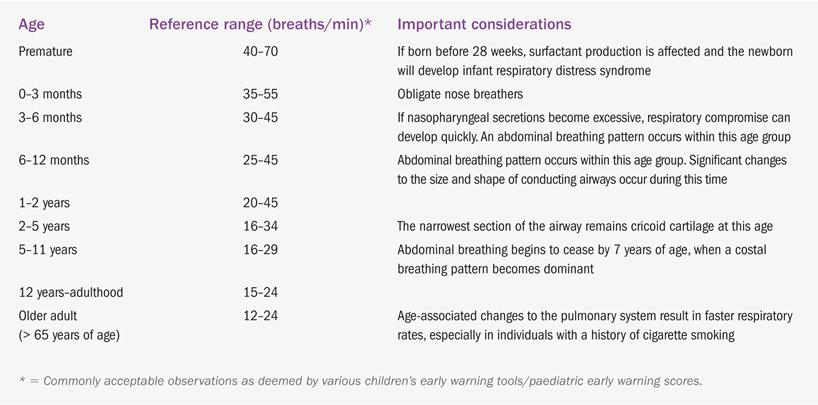 Age Reference range (breaths/min)* Important considerations
Premature 40–70 If born before 28 weeks, surfactant production is affected and the newborn
will develop infant respiratory distress syndrome
0–3 months 35–55 Obligate nose breathers
3–6 months 30–45 If nasopharyngeal secretions become excessive, respiratory compromise can
develop quickly. An abdominal breathing pattern occurs within this age group
6–12 months 25–45 Abdominal breathing pattern occurs within this age group. Significant changes
to the size and shape of conducting airways occur during this time
1–2 years 20–45
2–5 years 16–34 The narrowest section of the airway remains cricoid cartilage at this age
5–11 years 16–29 Abdominal breathing begins to cease by 7 years of age, when a costal
breathing pattern becomes dominant
12 years–adulthood 15–24
Older adult 12–24 Age-associated changes to the pulmonary system result in faster respiratory
(> 65 years of age) rates, especially in individuals with a history of cigarette smoking
* = Commonly acceptable observations as deemed by various children's early warning tools/paediatric early warning scores.